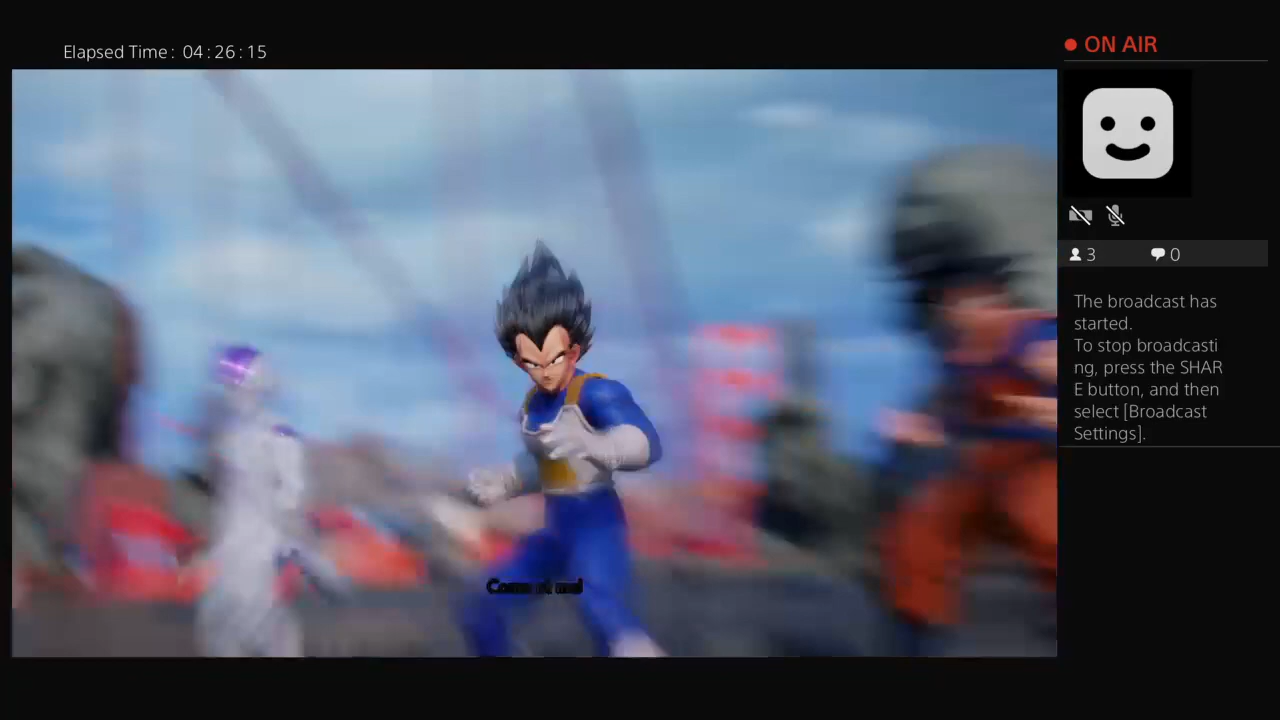 Elapsed Time: 04:26:15
ON AIR
3
0
The broadcast has
started.
To stop broadcasti
ng, press the SHAR
E button, and then
select [Broadcast
Settings].